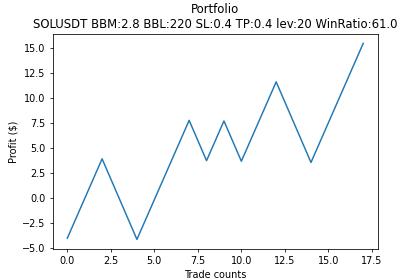 Portfolio
SOLUSDT BBM:2.8 BBL:220 SL:0.4 TP:0.4 lev:20 WinRatio:61.0
15.0
12.5
10.0
7.5
5.0
2.5
0.0
−2.5
−5.0
Profit ($)
0.0 2.5 5.0 7.5 10.0 12.5 15.0 17.5
Trade counts